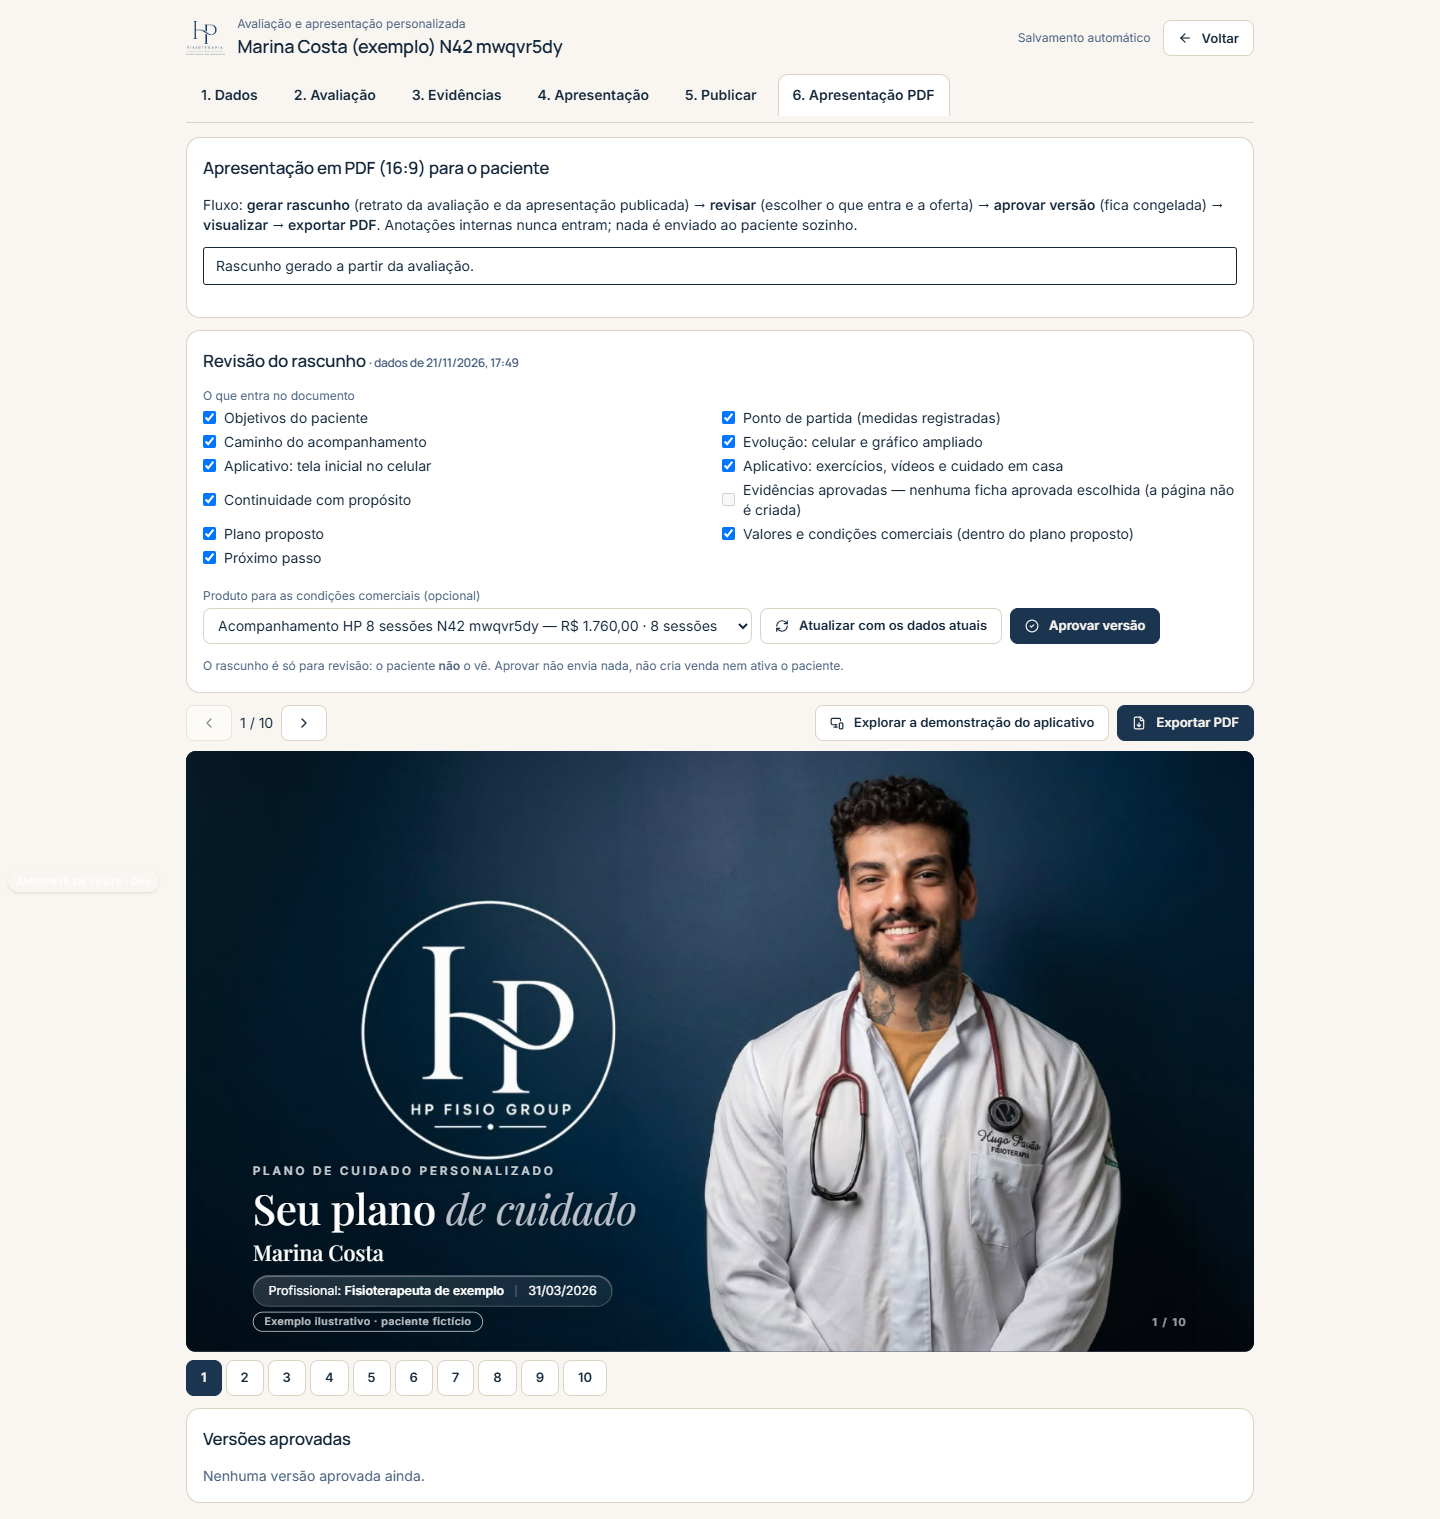 HP
FISIOTERAPIA
Avaliação e apresentação personalizada
Marina Costa (exemplo) N42 mwqvr5dy
Salvamento automático
Voltar
1. Dados
2. Avaliação
3. Evidências
4. Apresentação
5. Publicar
6. Apresentação PDF
Apresentação em PDF (16:9) para o paciente
Fluxo: gerar rascunho (retrato da avaliação e da apresentação publicada) → revisar (escolher o que entra e a oferta) → aprovar versão (fica congelada) →
visualizar → exportar PDF. Anotações internas nunca entram; nada é enviado ao paciente sozinho.
Rascunho gerado a partir da avaliação.
Revisão do rascunho · dados de 21/11/2026, 17:49
O que entra no documento
Objetivos do paciente
Ponto de partida (medidas registradas)
Caminho do acompanhamento
Evolução: celular e gráfico ampliado
Aplicativo: tela inicial no celular
Aplicativo: exercícios, vídeos e cuidado em casa
Continuidade com propósito
Evidências aprovadas — nenhuma ficha aprovada escolhida (a página não
é criada)
Plano proposto
Valores e condições comerciais (dentro do plano proposto)
Próximo passo
Produto para as condições comerciais (opcional)
Acompanhamento HP 8 sessões N42 mwqvr5dy — R$ 1.760,00 · 8 sessões
Atualizar com os dados atuais
Aprovar versão
O rascunho é só para revisão: o paciente não o vê. Aprovar não envia nada, não cria venda nem ativa o paciente.
1 / 10
Explorar a demonstração do aplicativo
Exportar PDF
AMBIENTE DE TESTE · Dev
HP
HP FISIO GROUP
Hugo Pavão
FISIOTERAPIA
PLANO DE CUIDADO PERSONALIZADO
Seu plano de cuidado
Marina Costa
Profissional: Fisioterapeuta de exemplo | 31/03/2026
Exemplo ilustrativo · paciente fictício
1 / 10
1
2
3
4
5
6
7
8
9
10
Versões aprovadas
Nenhuma versão aprovada ainda.